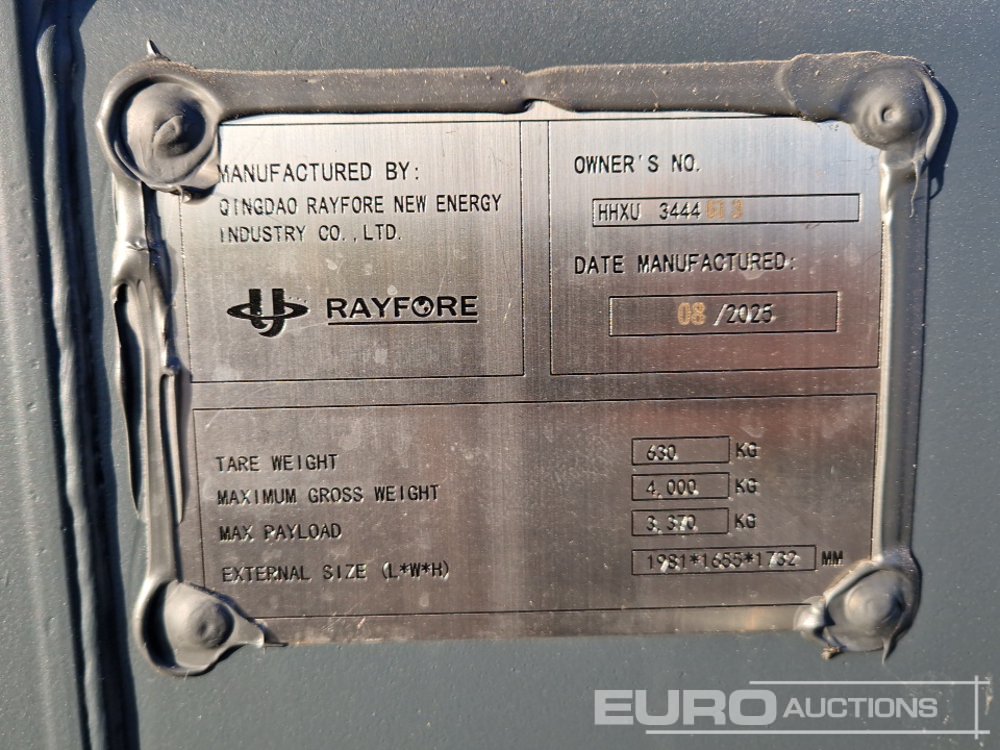 MANUFACTURED BY:
QINGDAO RAYFORE NEW ENERGY
INDUSTRY CO.,LTD.
RAYFORE
OWNER'S NO.
HHXU 3444
DATE MANUFACTURED:
08 /2025
TARE WEIGHT 630 KG
MAXIMUM GROSS WEIGHT 4,000 KG
MAX PAYLOAD 3,370 KG
EXTERNAL SIZE (L*W*H) 1981*1655*1732 MM
EURO AUCTIONS